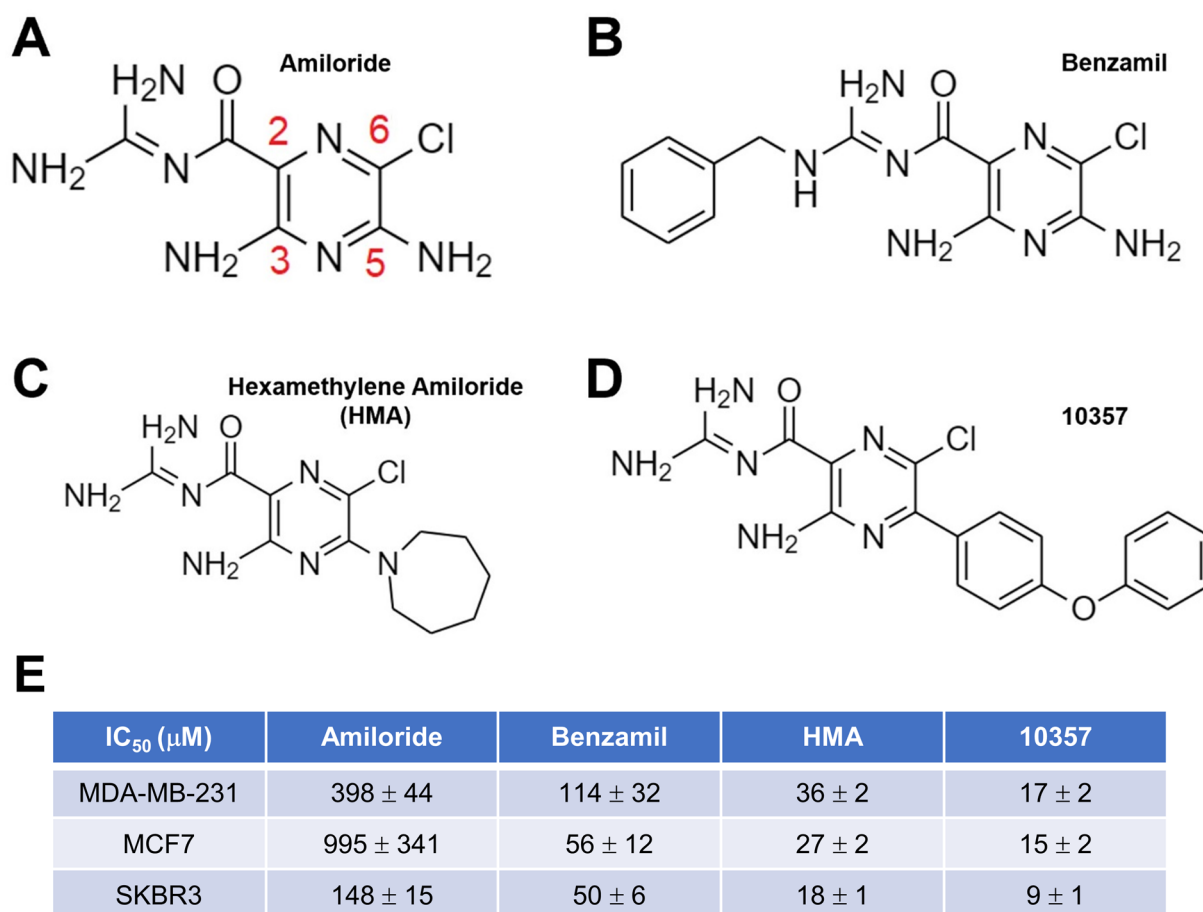 A
Amiloride
H₂N O
2 N 6 Cl
NH₂ N
NH₂ 3 N 5 NH₂
B
Benzamil
H₂N O
N Cl
N N
H
NH₂ N NH₂
C
Hexamethylene Amiloride
(HMA)
H₂N O
N Cl
NH₂ N
NH₂ N N
D
10357
H₂N O
N Cl
NH₂ N
NH₂ N
O
E
IC₅₀ (μM) Amiloride Benzamil HMA 10357
MDA-MB-231 398 ± 44 114 ± 32 36 ± 2 17 ± 2
MCF7 995 ± 341 56 ± 12 27 ± 2 15 ± 2
SKBR3 148 ± 15 50 ± 6 18 ± 1 9 ± 1